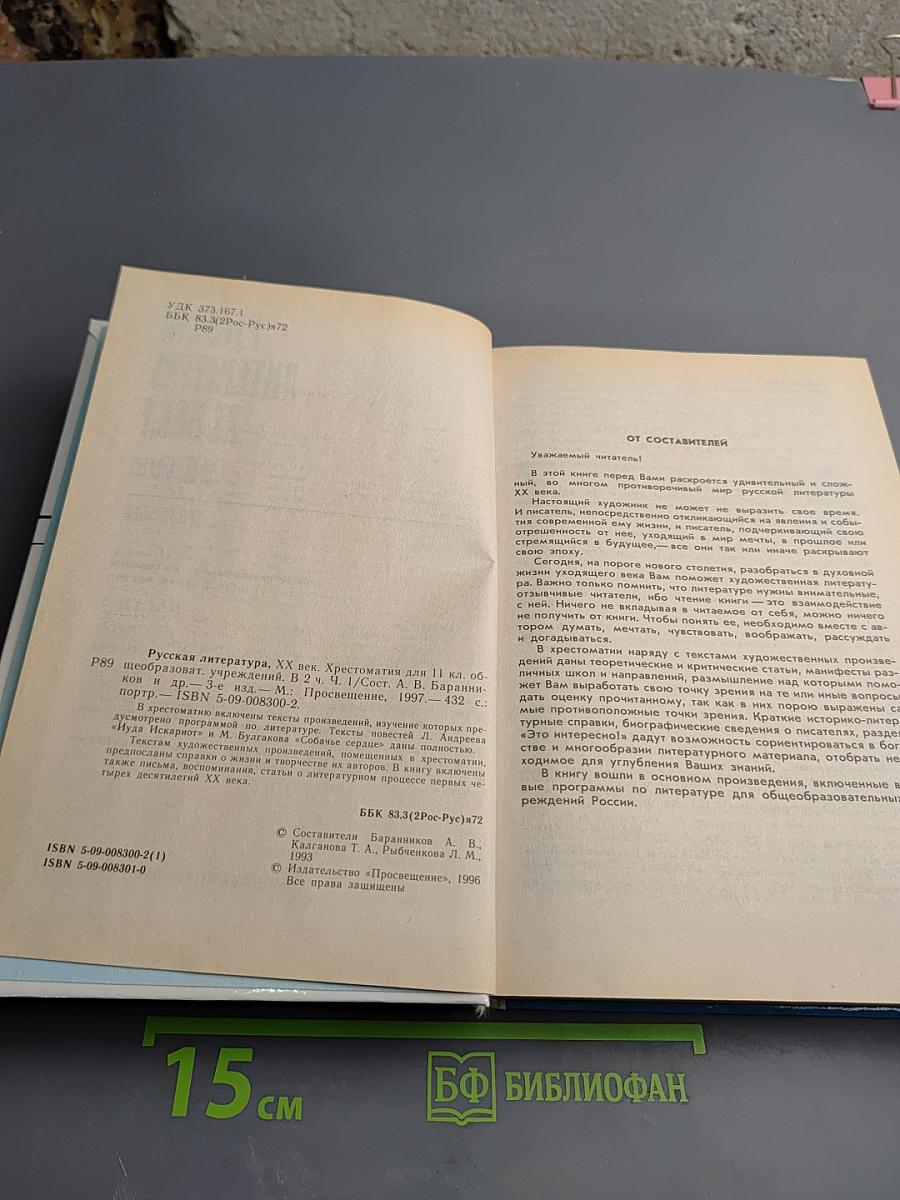 УДК 373.167.1
ББК 83.3(2Рос-Рус)я72
Р89
Русская литература, XX век. Хрестоматия для 11 кл. об-
Р89 щеобразоват. учреждений. В 2 ч. Ч. 1/Сост. А. В. Баранни-
ков и др.— 3-е изд.— М.: Просвещение, 1997.— 432 с.:
портр.— ISBN 5-09-008300-2.
В хрестоматию включены тексты произведений, изучение которых пре-
дусмотрено программой по литературе. Тексты повестей Л. Андреева
«Иуда Искариот» и М. Булгакова «Собачье сердце» даны полностью.
Текстам художественных произведений, помещенных в хрестоматии,
предпосланы справки о жизни и творчестве их авторов. В книгу включены
также письма, воспоминания, статьи о литературном процессе первых че-
тырех десятилетий XX века.
ББК 83.3(2Рос-Рус)я72
ISBN 5-09-008300-2(1)
ISBN 5-09-008301-0
© Составители Баранников А. В.,
Калганова Т. А., Рыбченкова Л. М.,
1993
© Издательство «Просвещение», 1996
Все права защищены
ОТ СОСТАВИТЕЛЕЙ
Уважаемый читатель!
В этой книге перед Вами раскроется удивительный и слож-
ный, во многом противоречивый мир русской литературы
XX века.
Настоящий художник не может не выразить свое время.
И писатель, непосредственно откликающийся на явления и собы-
тия современной ему жизни, и писатель, подчеркивающий свою
отрешенность от нее, уходящий в мир мечты, в прошлое или
стремящийся в будущее,— все они так или иначе раскрывают
свою эпоху.
Сегодня, на пороге нового столетия, разобраться в духовной
жизни уходящего века Вам поможет художественная литерату-
ра. Важно только помнить, что литературе нужны внимательные,
отзывчивые читатели, ибо чтение книги — это взаимодействие
с ней. Ничего не вкладывая в читаемое от себя, можно ничего
не получить от книги. Чтобы понять ее, необходимо вместе с ав-
тором думать, мечтать, чувствовать, воображать, рассуждать
и догадываться.
В хрестоматии наряду с текстами художественных произве-
дений даны теоретические и критические статьи, манифесты раз-
личных школ и направлений, размышление над которыми помо-
жет Вам выработать свою точку зрения на те или иные вопросы
дать оценку прочитанному, так как в них порою выражены са
мые противоположные точки зрения. Краткие историко-литер
турные справки, биографические сведения о писателях, раздел
«Это интересно!» дадут возможность сориентироваться в бог
стве и многообразии литературного материала, отобрать не
ходимое для углубления Ваших знаний.
В книгу вошли в основном произведения, включенные в
вые программы по литературе для общеобразовательных
реждений России.
15 СМ
БФ БИБЛИОФАН